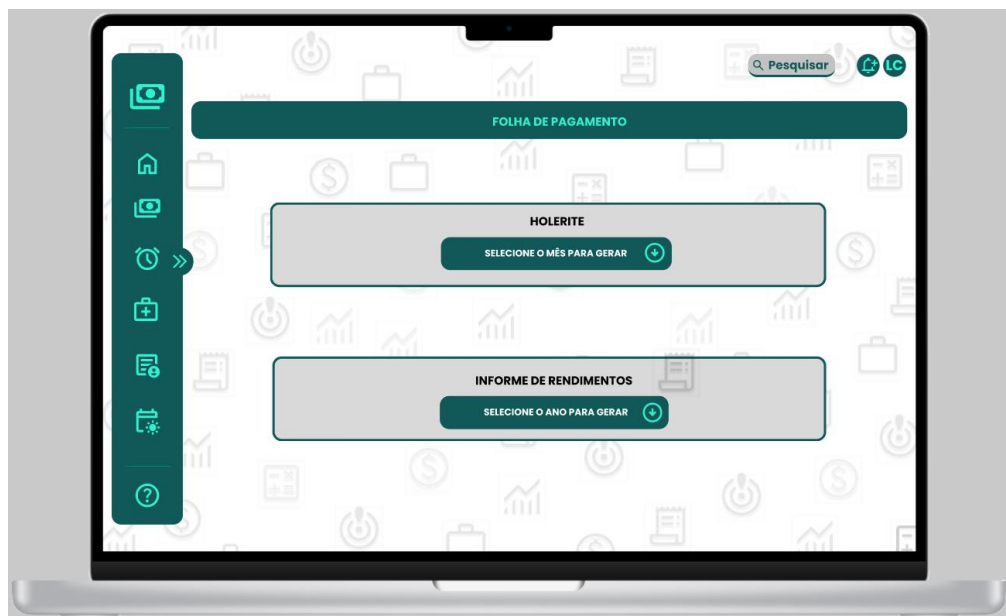 Pesquisar
LC
FOLHA DE PAGAMENTO
HOLERITE
SELECIONE O MÊS PARA GERAR
INFORME DE RENDIMENTOS
SELECIONE O ANO PARA GERAR